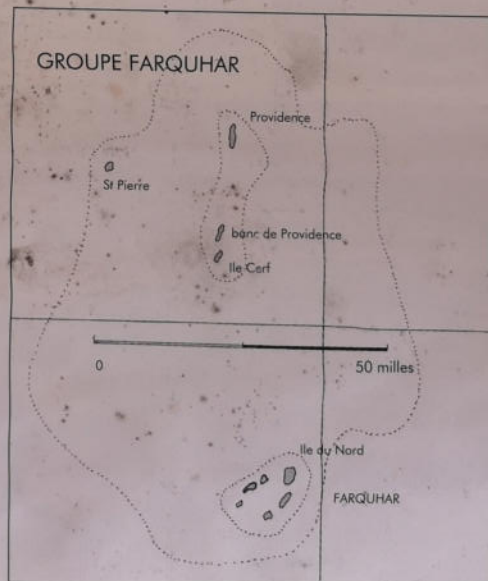 GROUPE FARQUHAR
Providence
St Pierre
banc de Providence
Ile Cerf
0
50 milles
Ile du Nord
FARQUHAR